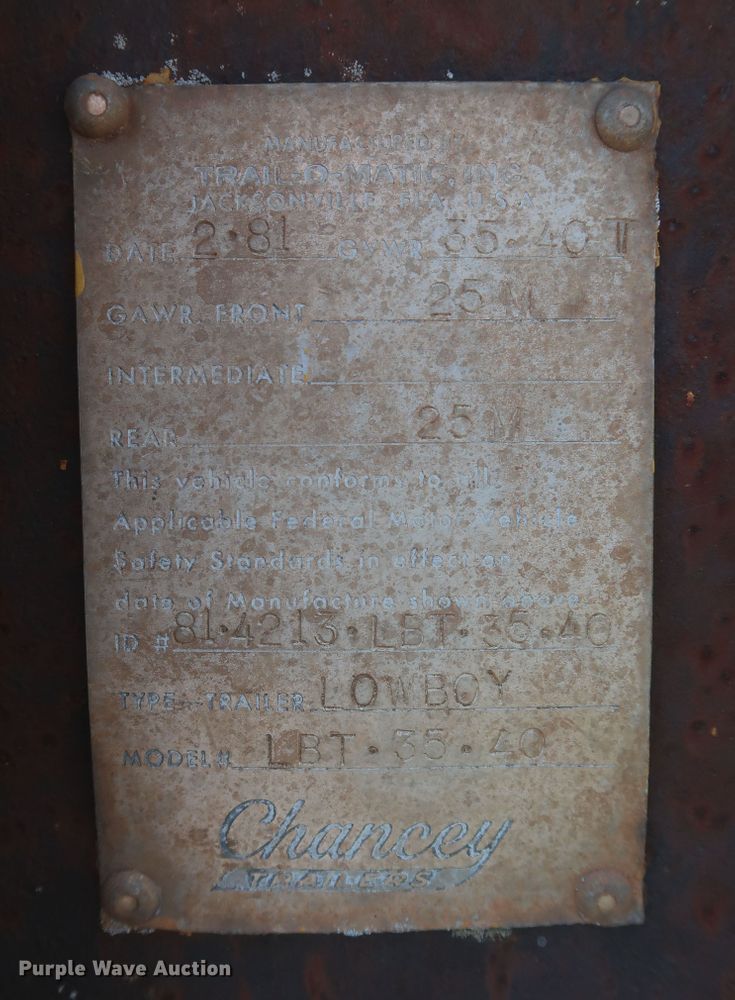 MANUFACTURED BY
TRAIL-O-MATIC, INC.
JACKSONVILLE, FLA., U.S.A.
DATE 2·81 GVWR 35·40 T
GAWR. FRONT 25 M
INTERMEDIATE
REAR 25 M
This vehicle conforms to all
Applicable Federal Motor Vehicle
Safety Standards in effect on
date of Manufacture shown above.
ID # 81·4213·LBT·35·40
TYPE-TRAILER LOWBOY
MODEL# LBT·35·40
Chancey
TRAILERS
Purple Wave Auction